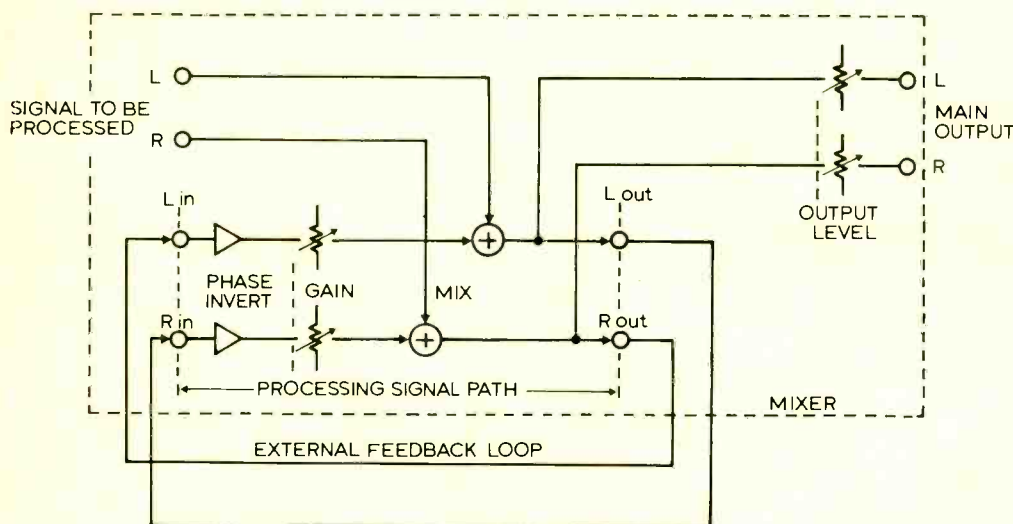 L
SIGNAL TO BE
PROCESSED
R
L
MAIN
OUTPUT
R
L in
L out
OUTPUT
LEVEL
PHASE
INVERT
GAIN
MIX
R in
R out
PROCESSING SIGNAL PATH
MIXER
EXTERNAL FEEDBACK LOOP